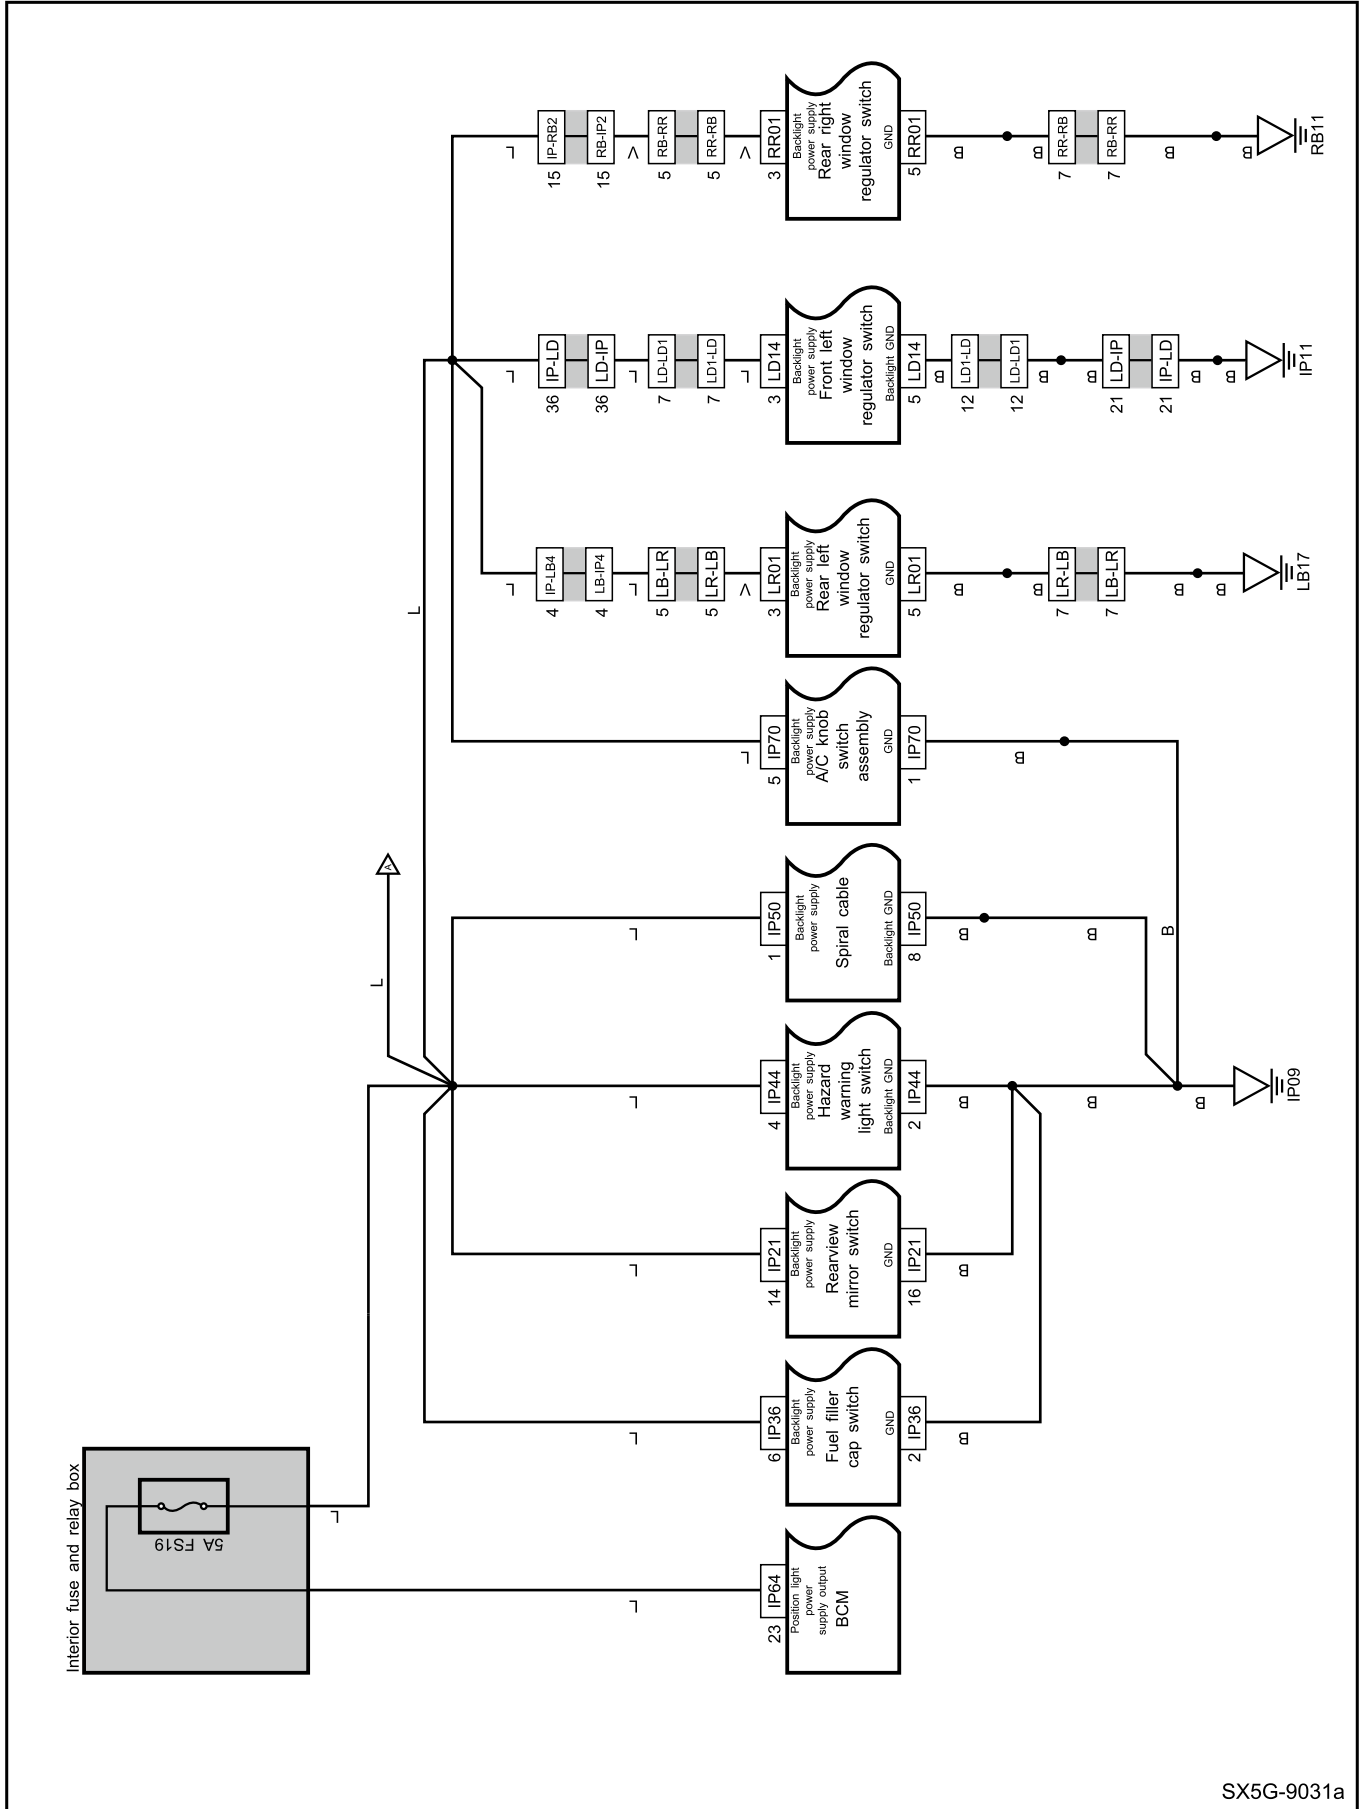 Interior fuse and relay box
5A FS19
L
23 IP64
Position light
power
supply output
BCM
L
6 IP36
Backlight
power supply
Fuel filler
cap switch
GND
2 IP36
L
B
14 IP21
Backlight
power supply
Rearview
mirror switch
GND
16 IP21
L
B
4 IP44
Backlight
power supply
Hazard
warning
light switch
Backlight GND
2 IP44
L
B
B
B
IP09
1 IP50
Backlight
power supply
Spiral cable
Backlight GND
8 IP50
L
B
B
B
L
A
L
5 IP70
Backlight
power supply
A/C knob
switch
assembly
GND
1 IP70
L
B
L
4 IP-LB4
4 LB-IP4
L
5 LB-LR
5 LR-LB
V
3 LR01
Backlight
power supply
Rear left
window
regulator switch
GND
5 LR01
B
B
7 LR-LB
7 LB-LR
B
B
LB17
L
36 IP-LD
36 LD-IP
L
7 LD-LD1
7 LD1-LD
L
3 LD14
Backlight
power supply
Front left
window
regulator switch
Backlight GND
5 LD14
B
12 LD1-LD
12 LD-LD1
B
B
21 LD-IP
21 IP-LD
B
B
IP11
L
15 IP-RB2
15 RB-IP2
V
5 RB-RR
5 RR-RB
V
3 RR01
Backlight
power supply
Rear right
window
regulator switch
GND
5 RR01
B
B
7 RR-RB
7 RB-RR
B
B
RB11
SX5G-9031a